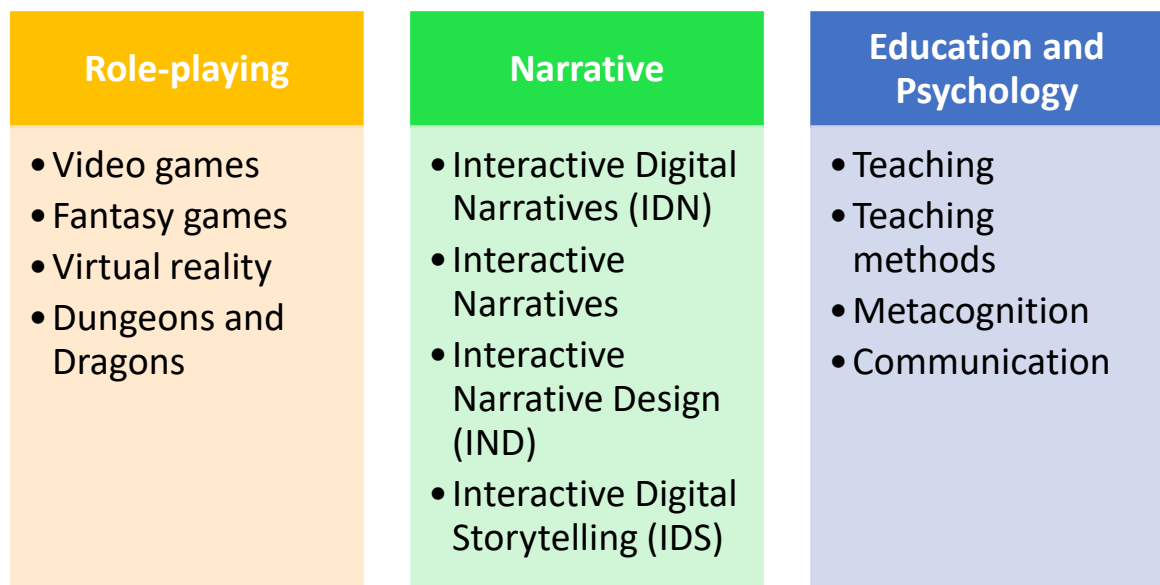 Role-playing
• Video games
• Fantasy games
• Virtual reality
• Dungeons and
Dragons
Narrative
• Interactive Digital
Narratives (IDN)
• Interactive
Narratives
• Interactive
Narrative Design
(IND)
• Interactive Digital
Storytelling (IDS)
Education and
Psychology
• Teaching
• Teaching
methods
• Metacognition
• Communication